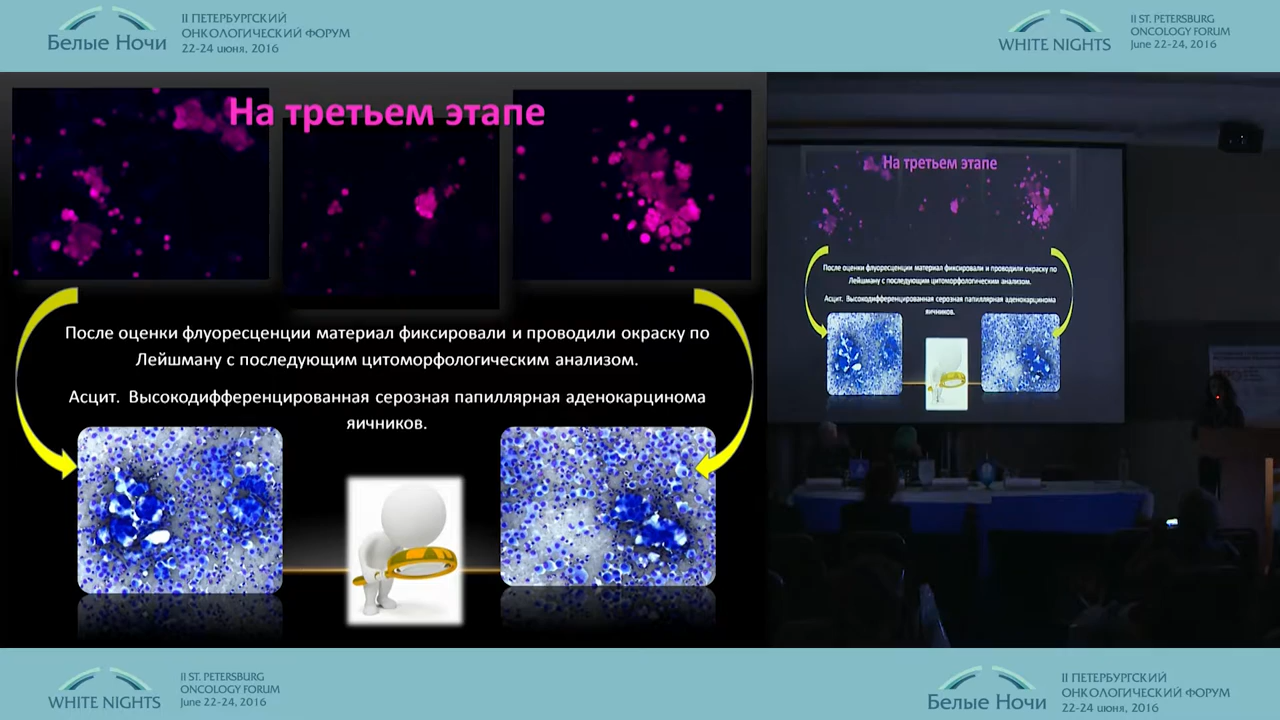 Белые Ночи
II ПЕТЕРБУРГСКИЙ
ОНКОЛОГИЧЕСКИЙ ФОРУМ
22-24 июня, 2016
WHITE NIGHTS
II ST. PETERSBURG
ONCOLOGY FORUM
June 22-24, 2016
На третьем этапе
После оценки флуоресценции материал фиксировали и проводили окраску по
Лейшману с последующим цитоморфологическим анализом.
Асцит. Высокодифференцированная серозная папиллярная аденокарцинома
яичников.
На третьем этапе
После оценки флуоресценции материал фиксировали и проводили окраску по
Лейшману с последующим цитоморфологическим анализом.
Асцит. Высокодифференцированная серозная папиллярная аденокарцинома
яичников.
WHITE NIGHTS
II ST. PETERSBURG
ONCOLOGY FORUM
June 22-24, 2016
Белые Ночи
II ПЕТЕРБУРГСКИЙ
ОНКОЛОГИЧЕСКИЙ ФОРУМ
22-24 июня, 2016